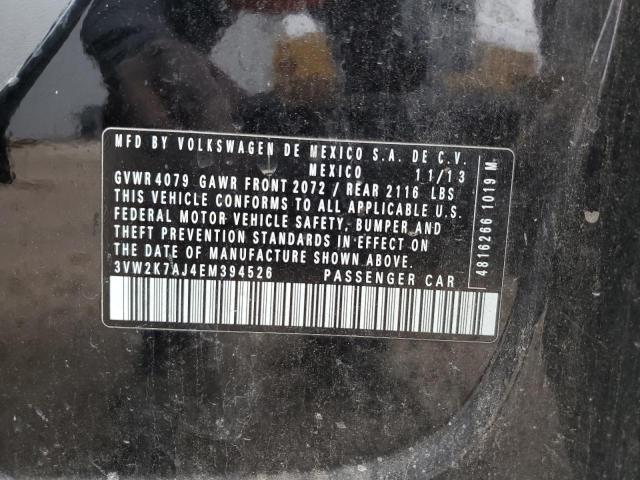 MFD BY VOLKSWAGEN DE MEXICO S.A. DE C.V.
MEXICO 11/13
GVWR 4079 GAWR FRONT 2072 / REAR 2116 LBS
THIS VEHICLE CONFORMS TO ALL APPLICABLE U.S.
FEDERAL MOTOR VEHICLE SAFETY, BUMPER AND
THEFT PREVENTION STANDARDS IN EFFECT ON
THE DATE OF MANUFACTURE SHOWN ABOVE.
3VW2K7AJ4EM394526 PASSENGER CAR
4816266 1019 M